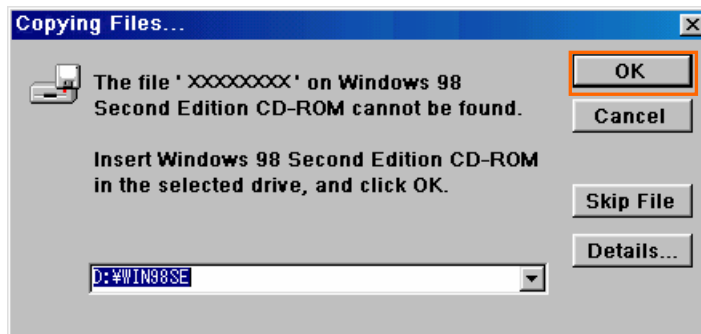 Copying Files...
The file ' XXXXXXXX ' on Windows 98
Second Edition CD-ROM cannot be found.
Insert Windows 98 Second Edition CD-ROM
in the selected drive, and click OK.
D:¥WIN98SE
OK
Cancel
Skip File
Details...